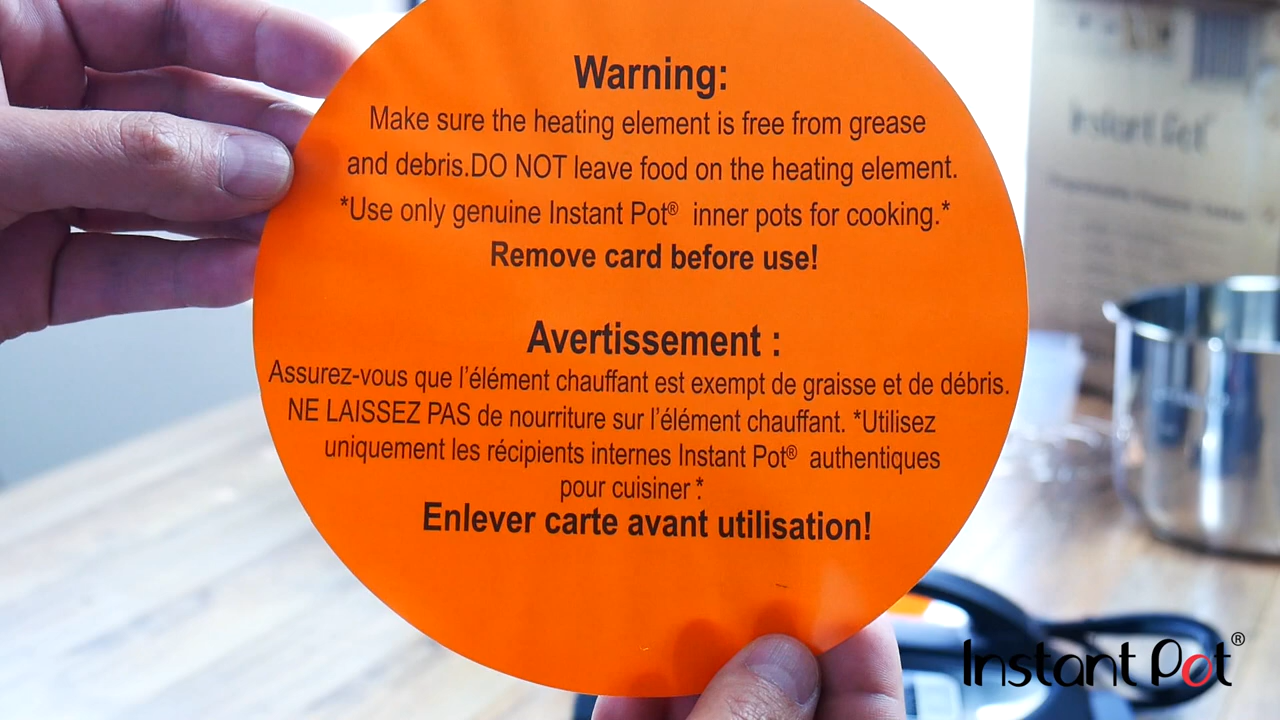 Warning:
Make sure the heating element is free from grease
and debris.DO NOT leave food on the heating element.
*Use only genuine Instant Pot® inner pots for cooking.*
Remove card before use!
Avertissement :
Assurez-vous que l'élément chauffant est exempt de graisse et de débris.
NE LAISSEZ PAS de nourriture sur l'élément chauffant. *Utilisez
uniquement les récipients internes Instant Pot® authentiques
pour cuisiner.*
Enlever carte avant utilisation!
Instant Pot
Instant Pot®